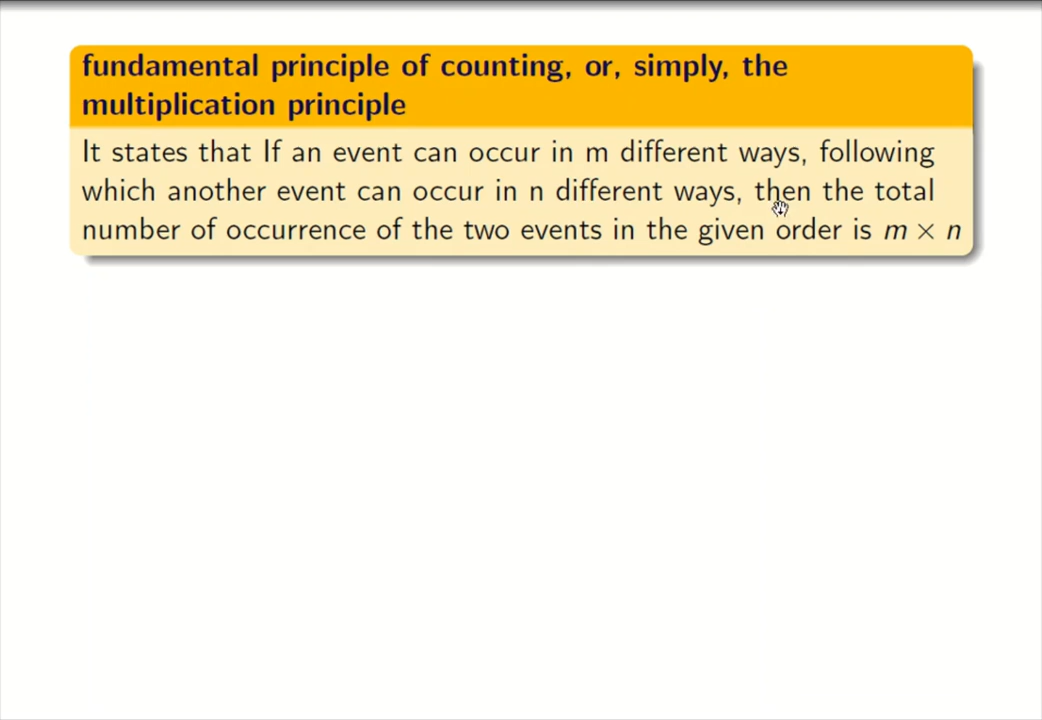 fundamental principle of counting, or, simply, the
multiplication principle
It states that If an event can occur in m different ways, following
which another event can occur in n different ways, then the total
number of occurrence of the two events in the given order is m × n